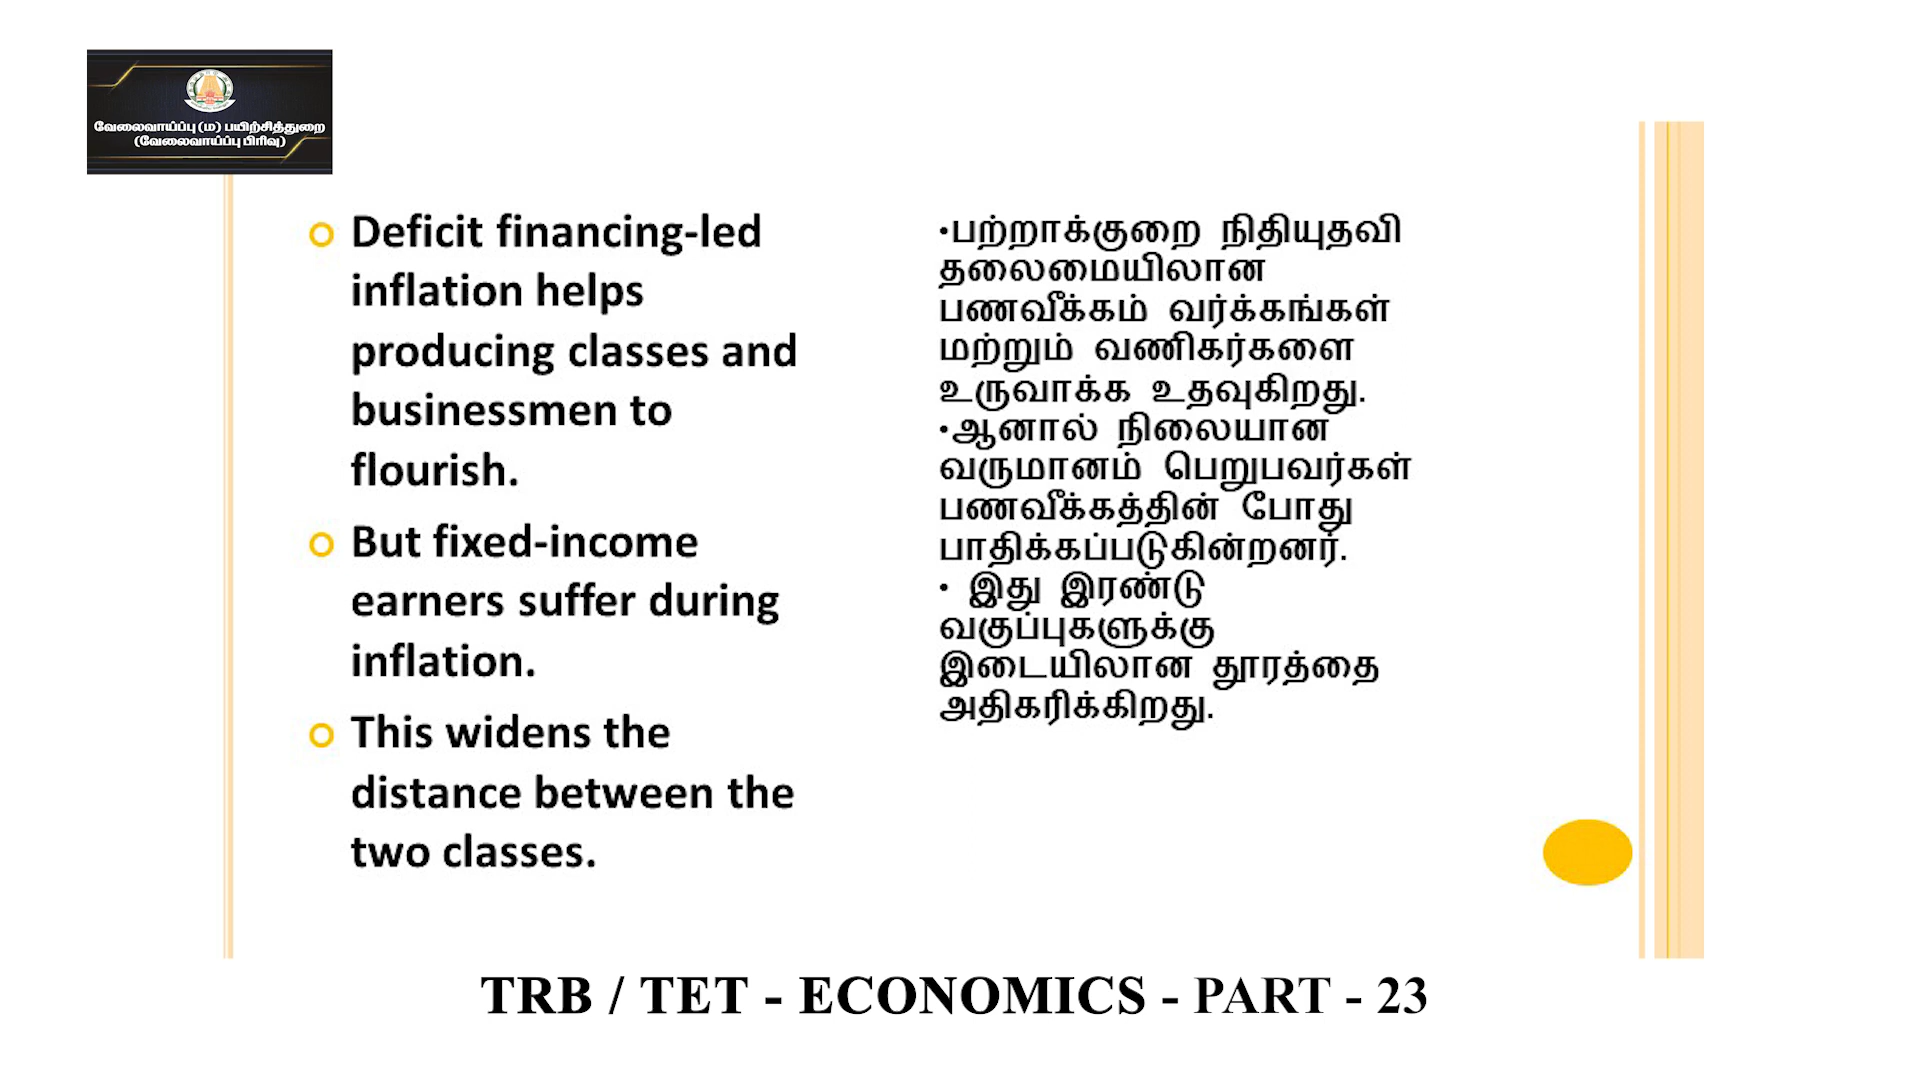 வேலைவாய்ப்பு (ம) பயிற்சித்துறை
(வேலைவாய்ப்பு பிரிவு)
Deficit financing-led
inflation helps
producing classes and
businessmen to
flourish.
But fixed-income
earners suffer during
inflation.
This widens the
distance between the
two classes.
•பற்றாக்குறை நிதியுதவி
தலைமையிலான
பணவீக்கம் வர்க்கங்கள்
மற்றும் வணிகர்களை
உருவாக்க உதவுகிறது.
•ஆனால் நிலையான
வருமானம் பெறுபவர்கள்
பணவீக்கத்தின் போது
பாதிக்கப்படுகின்றனர்.
• இது இரண்டு
வகுப்புகளுக்கு
இடையிலான தூரத்தை
அதிகரிக்கிறது.
TRB / TET - ECONOMICS - PART - 23